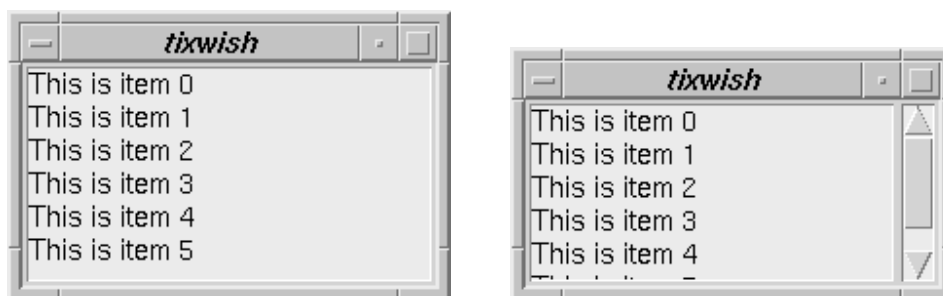 tixwish
This is item 0
This is item 1
This is item 2
This is item 3
This is item 4
This is item 5
tixwish
This is item 0
This is item 1
This is item 2
This is item 3
This is item 4